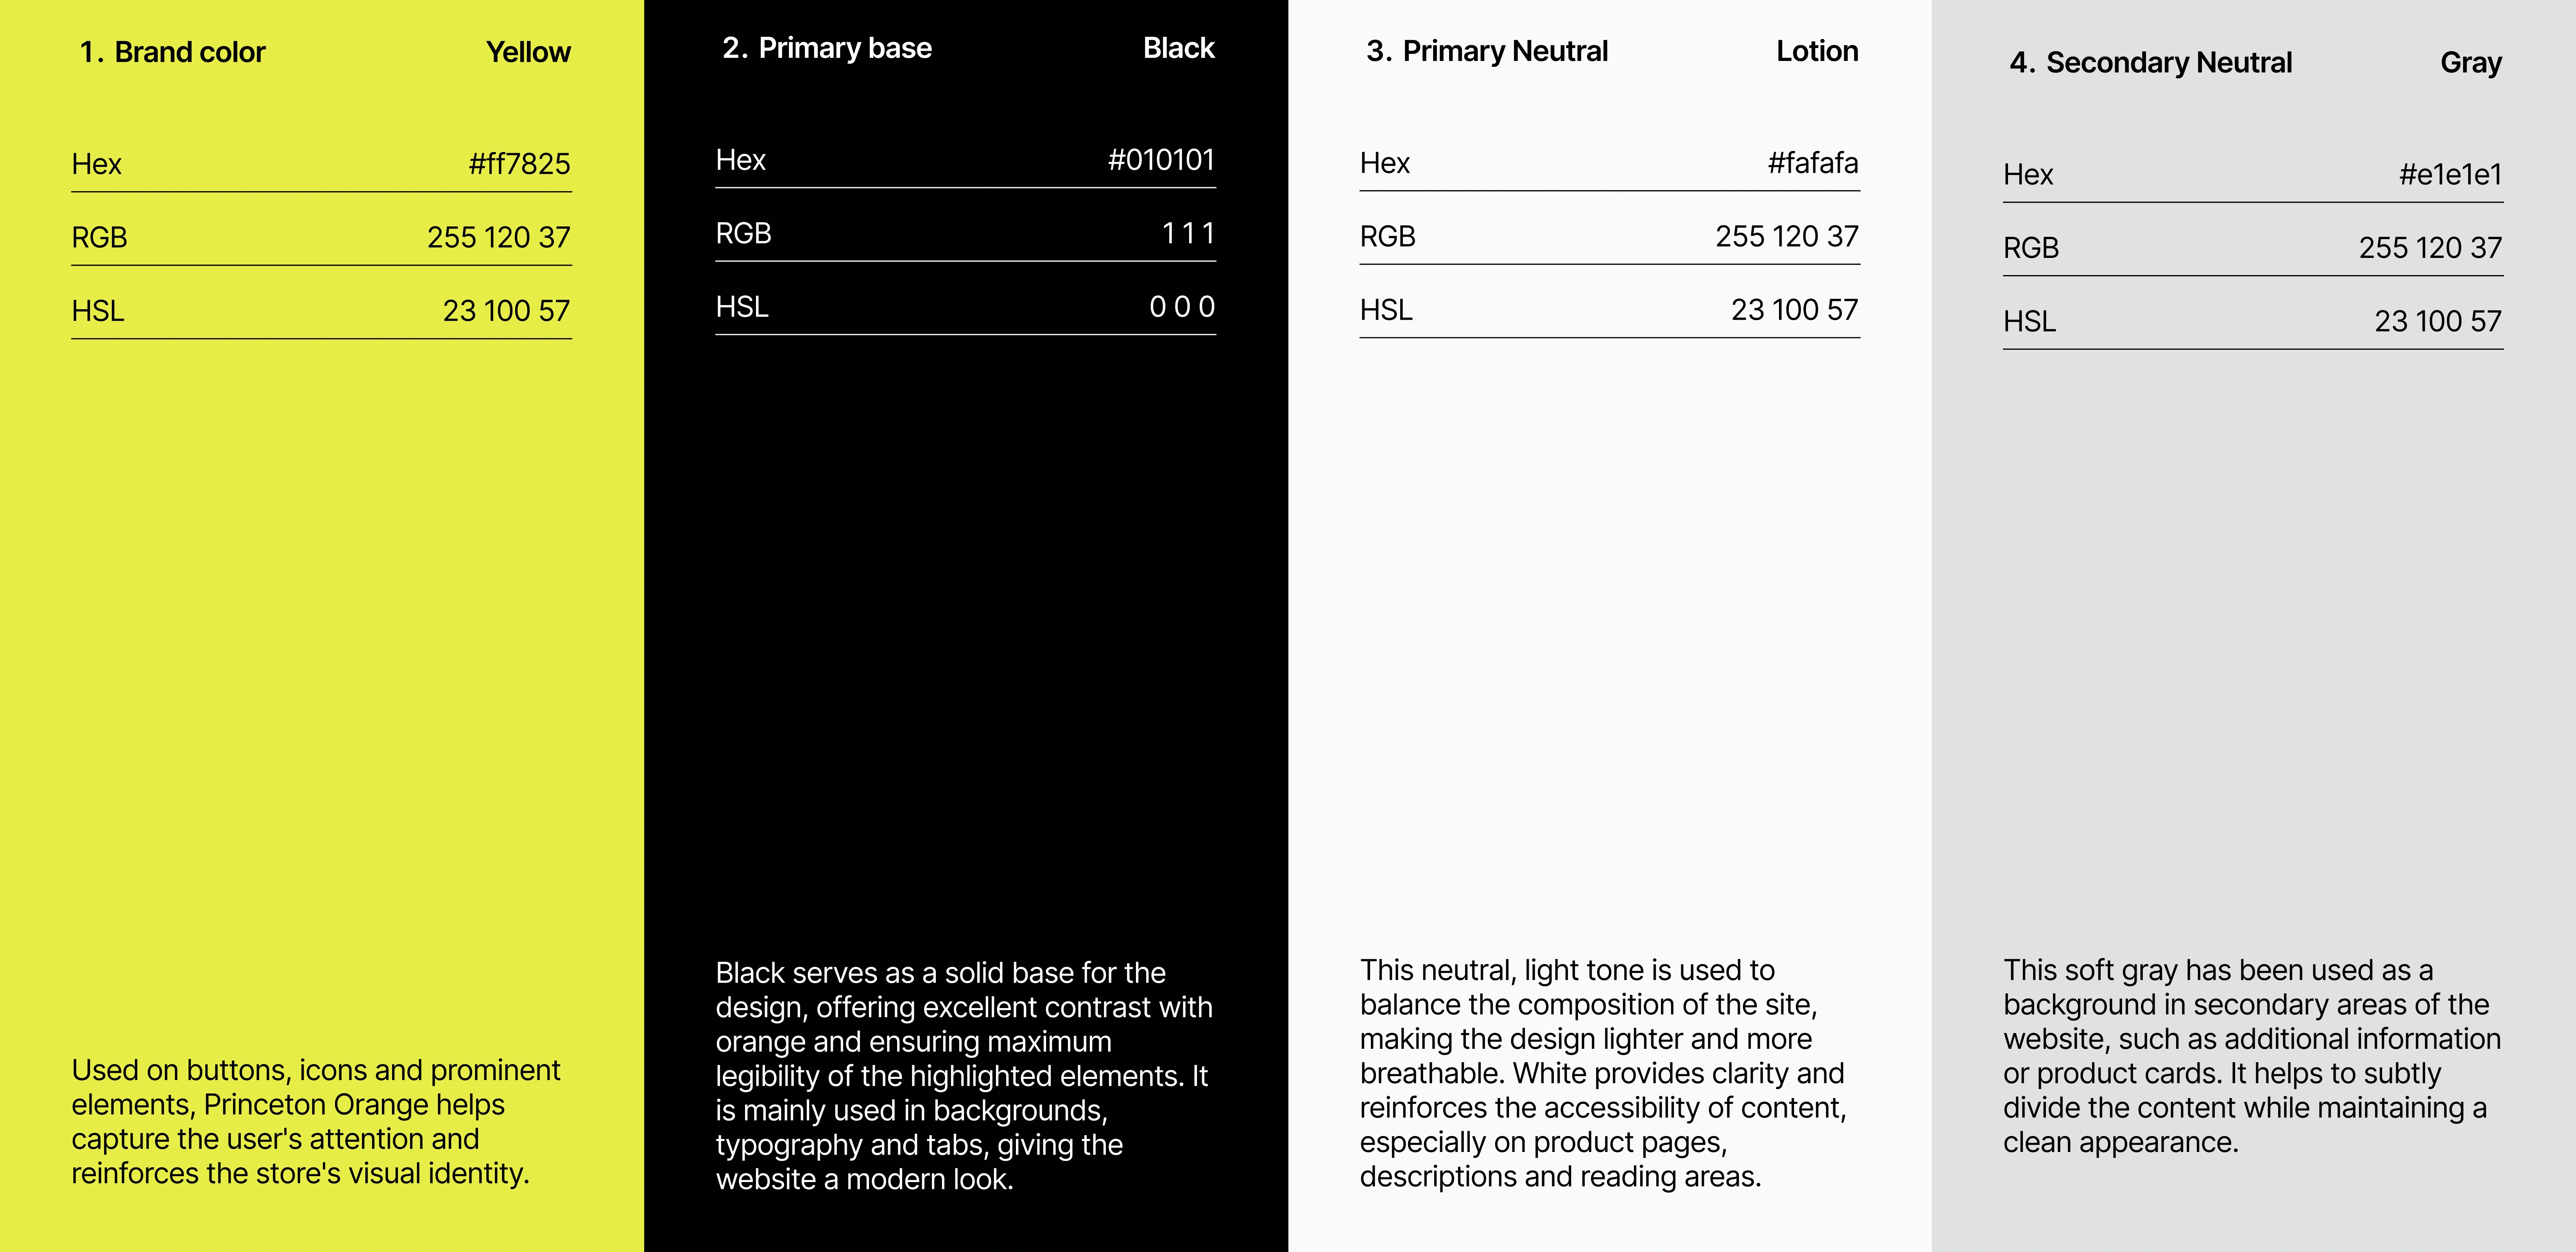 1. Brand color Yellow
Hex #ff7825
RGB 255 120 37
HSL 23 100 57
Used on buttons, icons and prominent
elements, Princeton Orange helps
capture the user's attention and
reinforces the store's visual identity.
2. Primary base Black
Hex #010101
RGB 1 1 1
HSL 0 0 0
Black serves as a solid base for the
design, offering excellent contrast with
orange and ensuring maximum
legibility of the highlighted elements. It
is mainly used in backgrounds,
typography and tabs, giving the
website a modern look.
3. Primary Neutral Lotion
Hex #fafafa
RGB 255 120 37
HSL 23 100 57
This neutral, light tone is used to
balance the composition of the site,
making the design lighter and more
breathable. White provides clarity and
reinforces the accessibility of content,
especially on product pages,
descriptions and reading areas.
4. Secondary Neutral Gray
Hex #e1e1e1
RGB 255 120 37
HSL 23 100 57
This soft gray has been used as a
background in secondary areas of the
website, such as additional information
or product cards. It helps to subtly
divide the content while maintaining a
clean appearance.